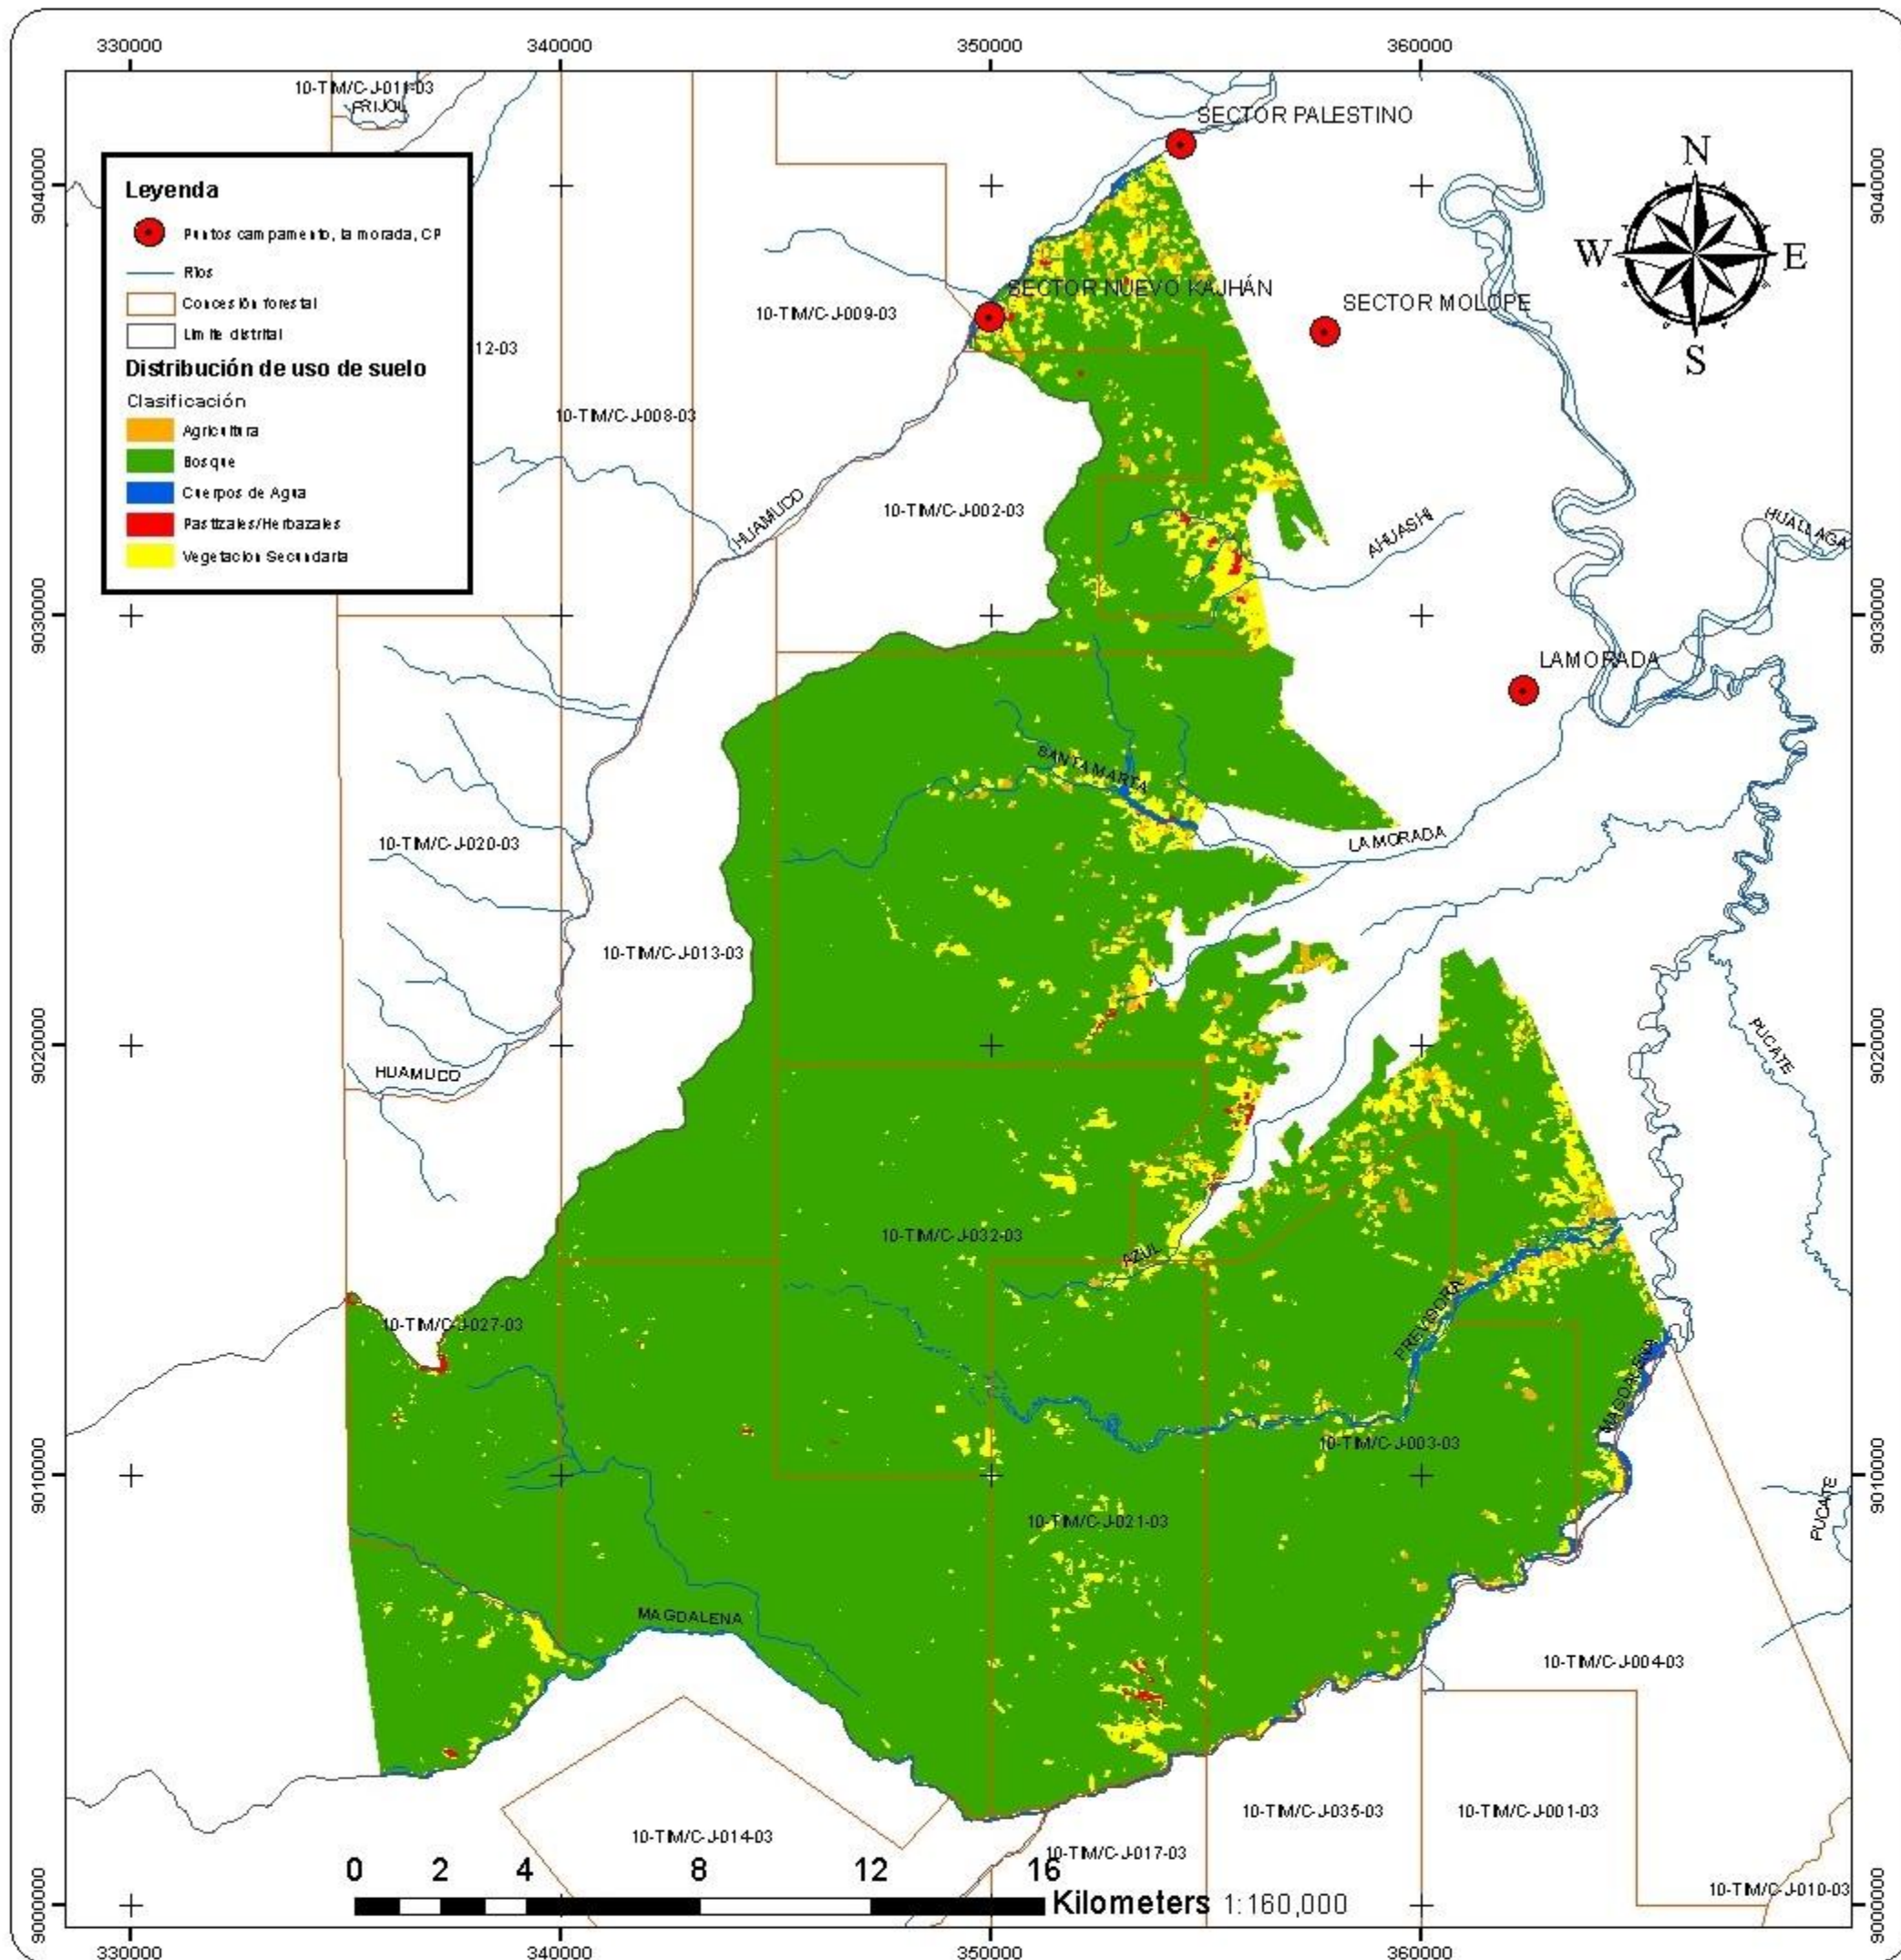 330000
340000
350000
360000
10-TIM/C-J-011-03
FRIJOL
SECTOR PALESTINO
N
9040000
9040000
Leyenda
Puntos campamento, la morada, CP
Rios
Concesión forestal
Limite distrital
Distribución de uso de suelo
Clasificación
Agricultura
Bosque
Cuerpos de Agua
Pastizales/Herbazales
Vegetacion Secundaria
W
E
S
SECTOR NUEVO KAJHÁN
SECTOR MOLOPE
10-TIM/C-J-009-03
12-03
10-TIM/C-J-008-03
HUAMUCO
10-TIM/C-J-002-03
AHUASHI
HUALLAGA
9030000
9030000
LAMORADA
SANTA MARTA
10-TIM/C-J-020-03
LA MORADA
10-TIM/C-J-013-03
9020000
9020000
HUAMUCO
PUCATE
10-TIM/C-J-032-03
AZUL
10-TIM/C-J-027-03
PREVISORA
MAGDALENA
10-TIM/C-J-003-03
9010000
9010000
10-TIM/C-J-021-03
PUCATE
MAGDALENA
10-TIM/C-J-004-03
10-TIM/C-J-014-03
10-TIM/C-J-035-03
10-TIM/C-J-001-03
10-TIM/C-J-017-03
10-TIM/C-J-010-03
0 2 4 8 12 16
Kilometers 1:160,000
9000000
9000000
330000
340000
350000
360000